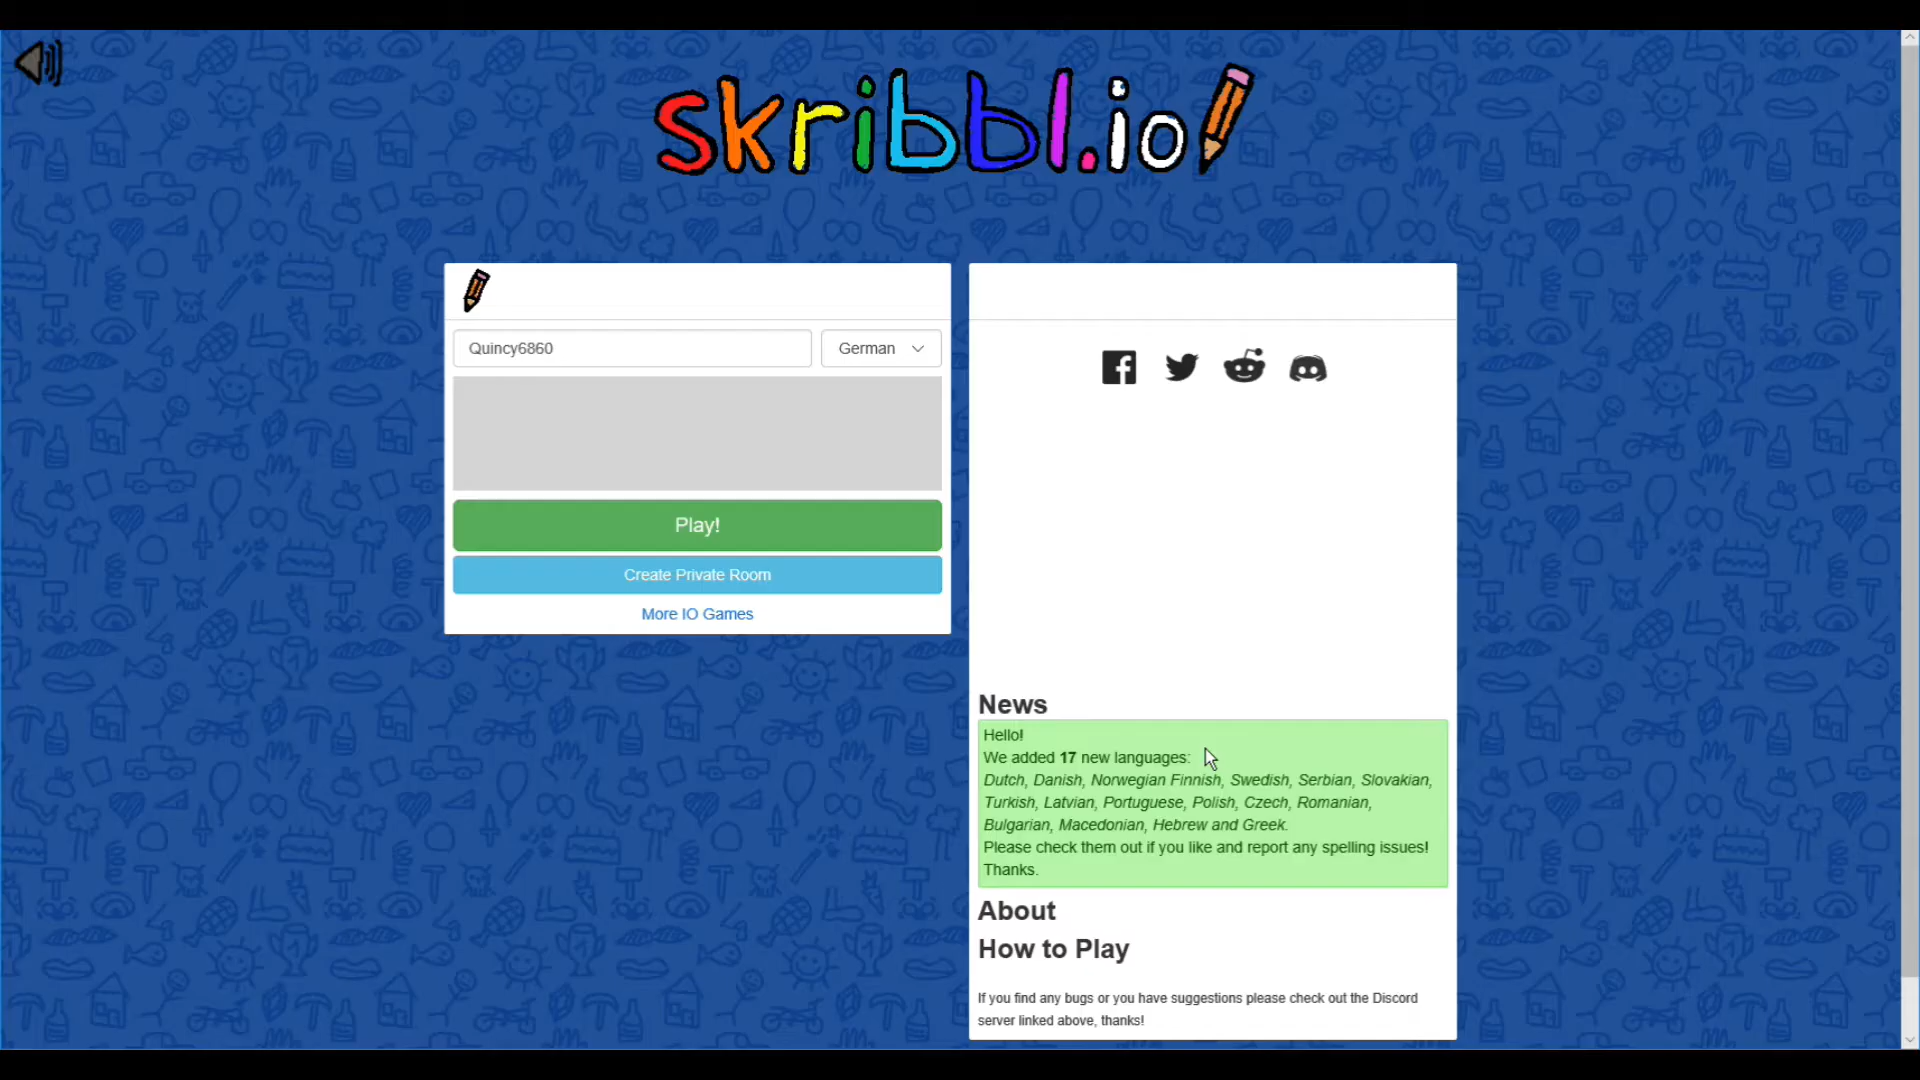 skribbl.io
Quincy6860
German
Play!
Create Private Room
More IO Games
News
Hello!
We added 17 new languages:
Dutch, Danish, Norwegian Finnish, Swedish, Serbian, Slovakian,
Turkish, Latvian, Portuguese, Polish, Czech, Romanian,
Bulgarian, Macedonian, Hebrew and Greek.
Please check them out if you like and report any spelling issues!
Thanks.
About
How to Play
If you find any bugs or you have suggestions please check out the Discord
server linked above, thanks!